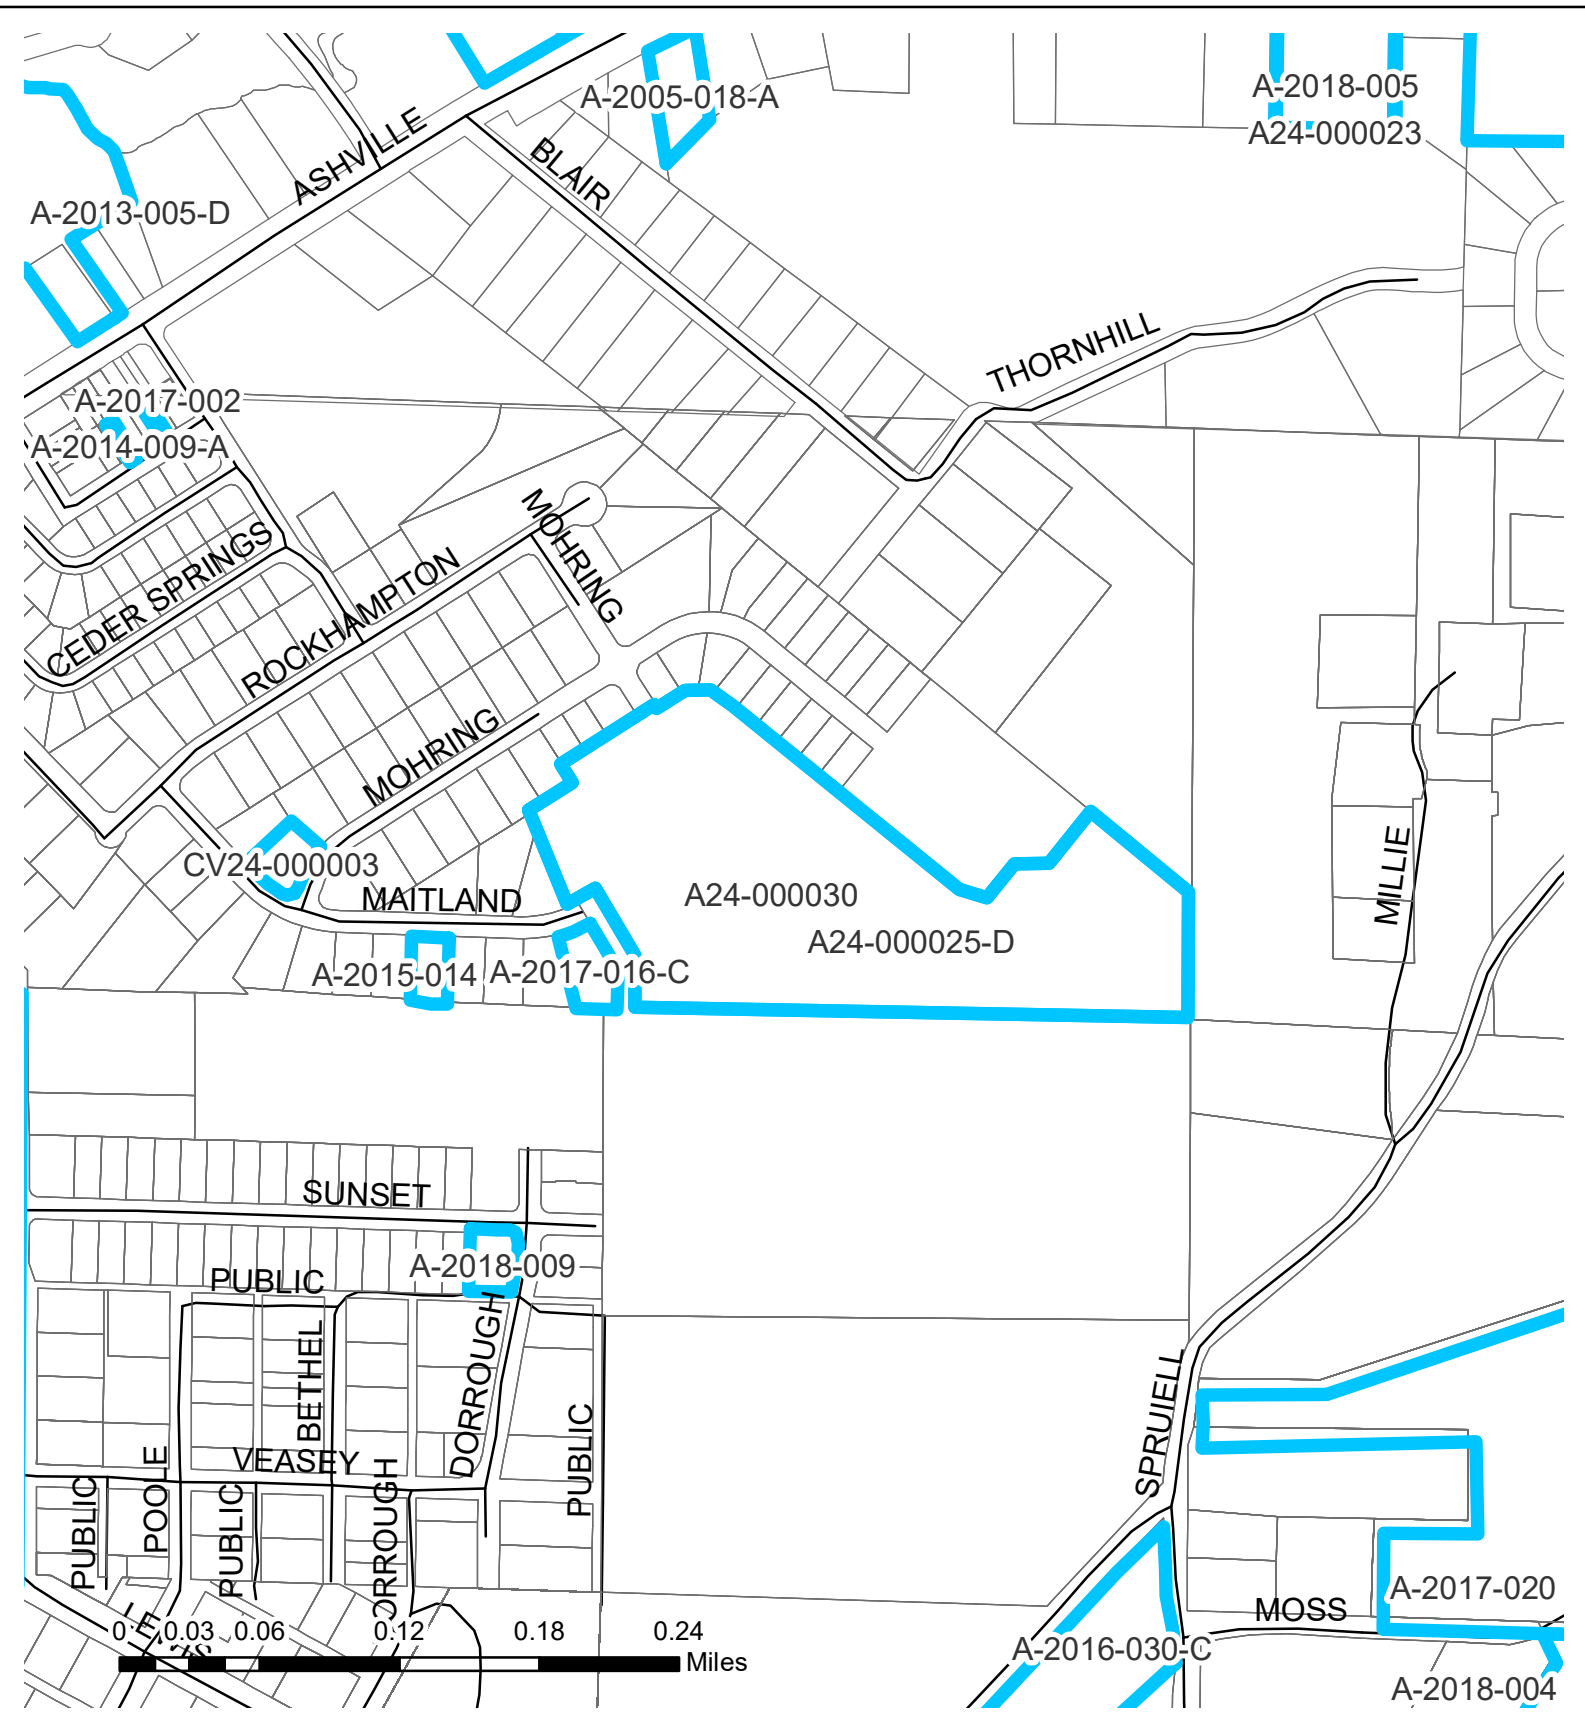 A-2005-018-A
A-2018-005
A24-000023
ASHVILLE
BLAIR
A-2013-005-D
THORNHILL
A-2017-002
A-2014-009-A
MOHRING
CEDER SPRINGS
ROCKHAMPTON
MOHRING
CV24-000003
MAITLAND
A24-000030
A24-000025-D
MILLIE
A-2015-014
A-2017-016-C
SUNSET
A-2018-009
PUBLIC
BETHEL
DORROUGH
PUBLIC
SPRUIELL
VEASEY
PUBLIC
POOLE
PUBLIC
ORROUGH
A-2017-020
MOSS
0 0.03 0.06 0.12 0.18 0.24
Miles
A-2016-030-C
A-2018-004